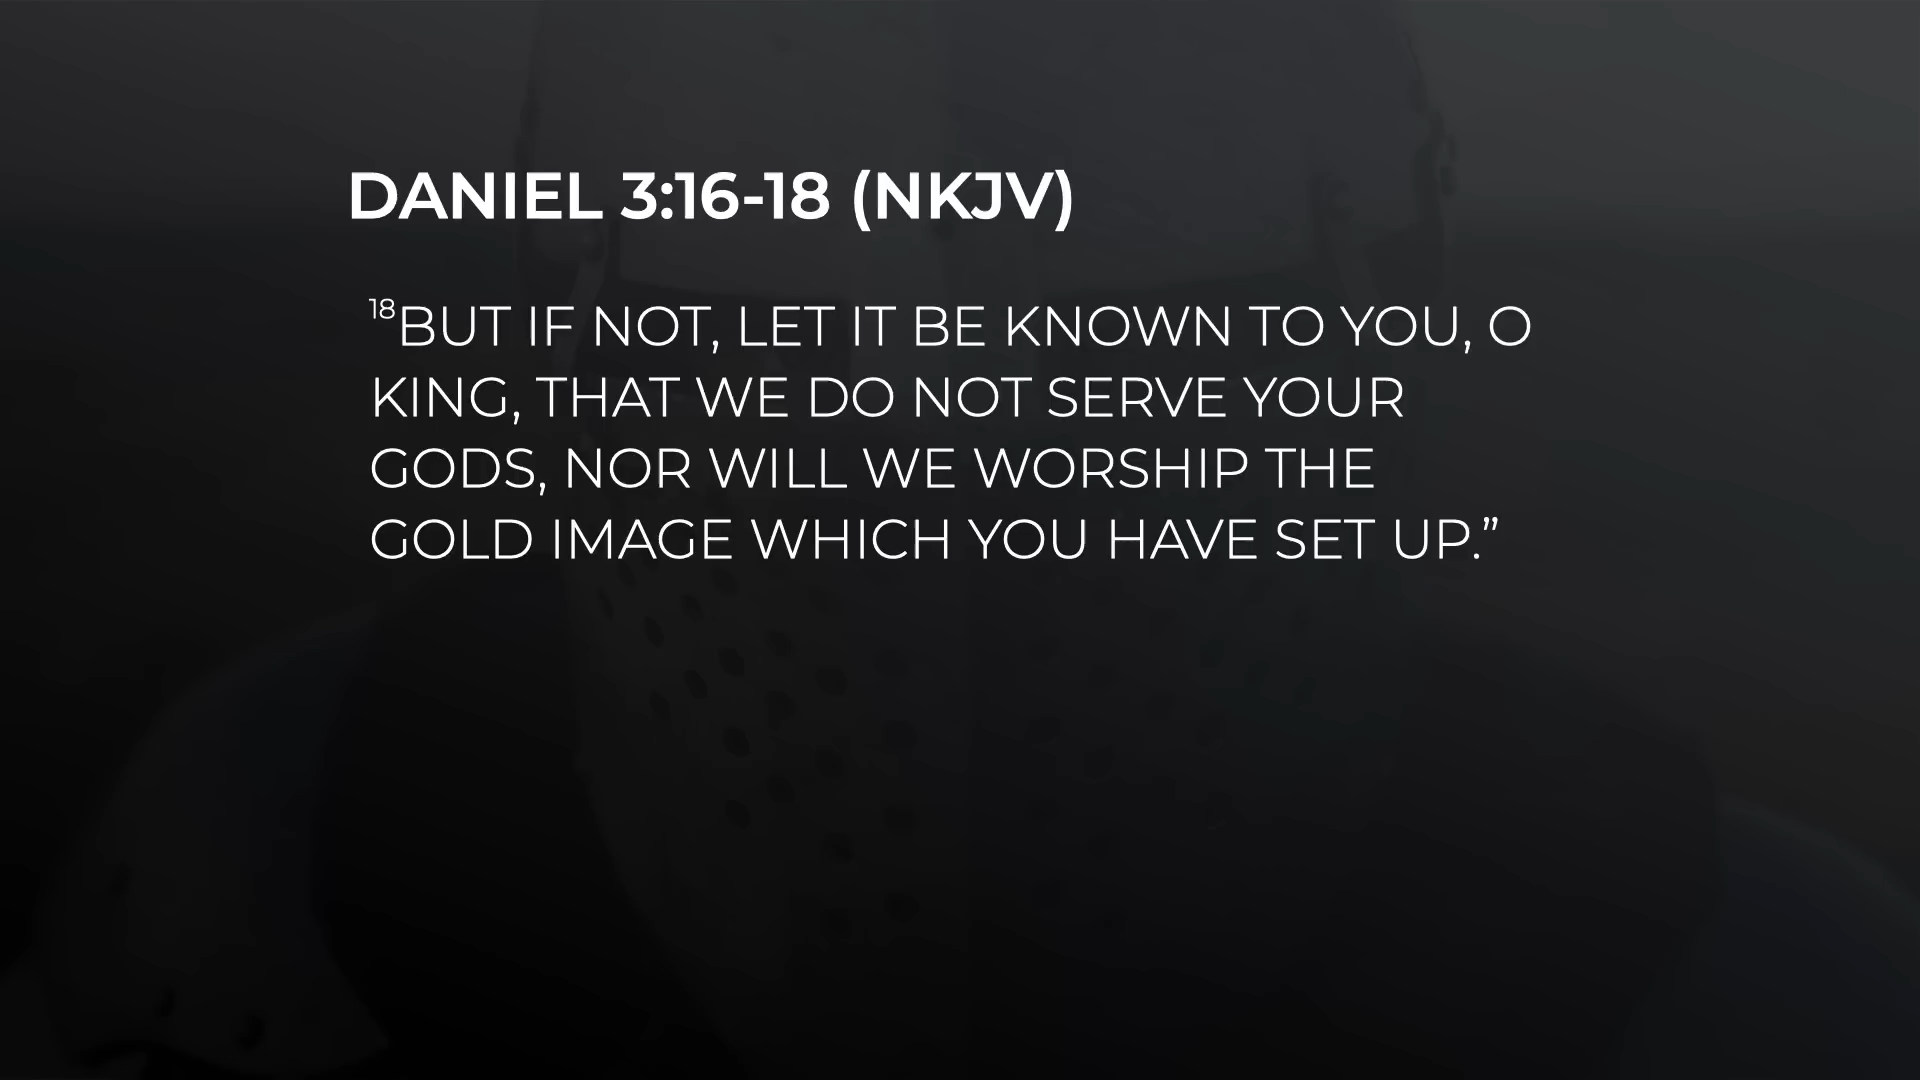 DANIEL 3:16-18 (NKJV)
18BUT IF NOT, LET IT BE KNOWN TO YOU, O
KING, THAT WE DO NOT SERVE YOUR
GODS, NOR WILL WE WORSHIP THE
GOLD IMAGE WHICH YOU HAVE SET UP.”